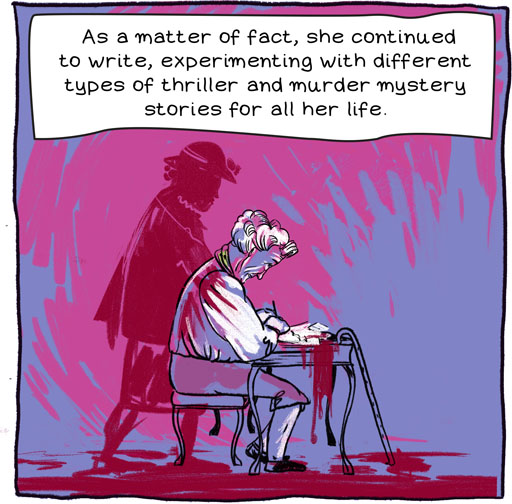 As a matter of fact, she continued
to write, experimenting with different
types of thriller and murder mystery
stories for all her life.